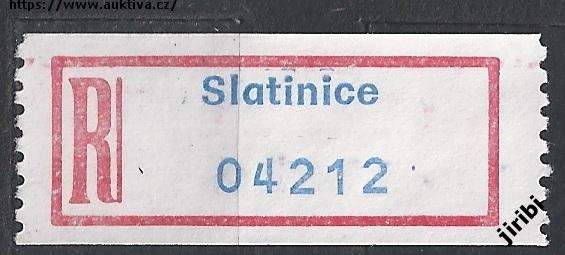 https://www.auktiva.cz/
Slatinice
R
04212
jiribi